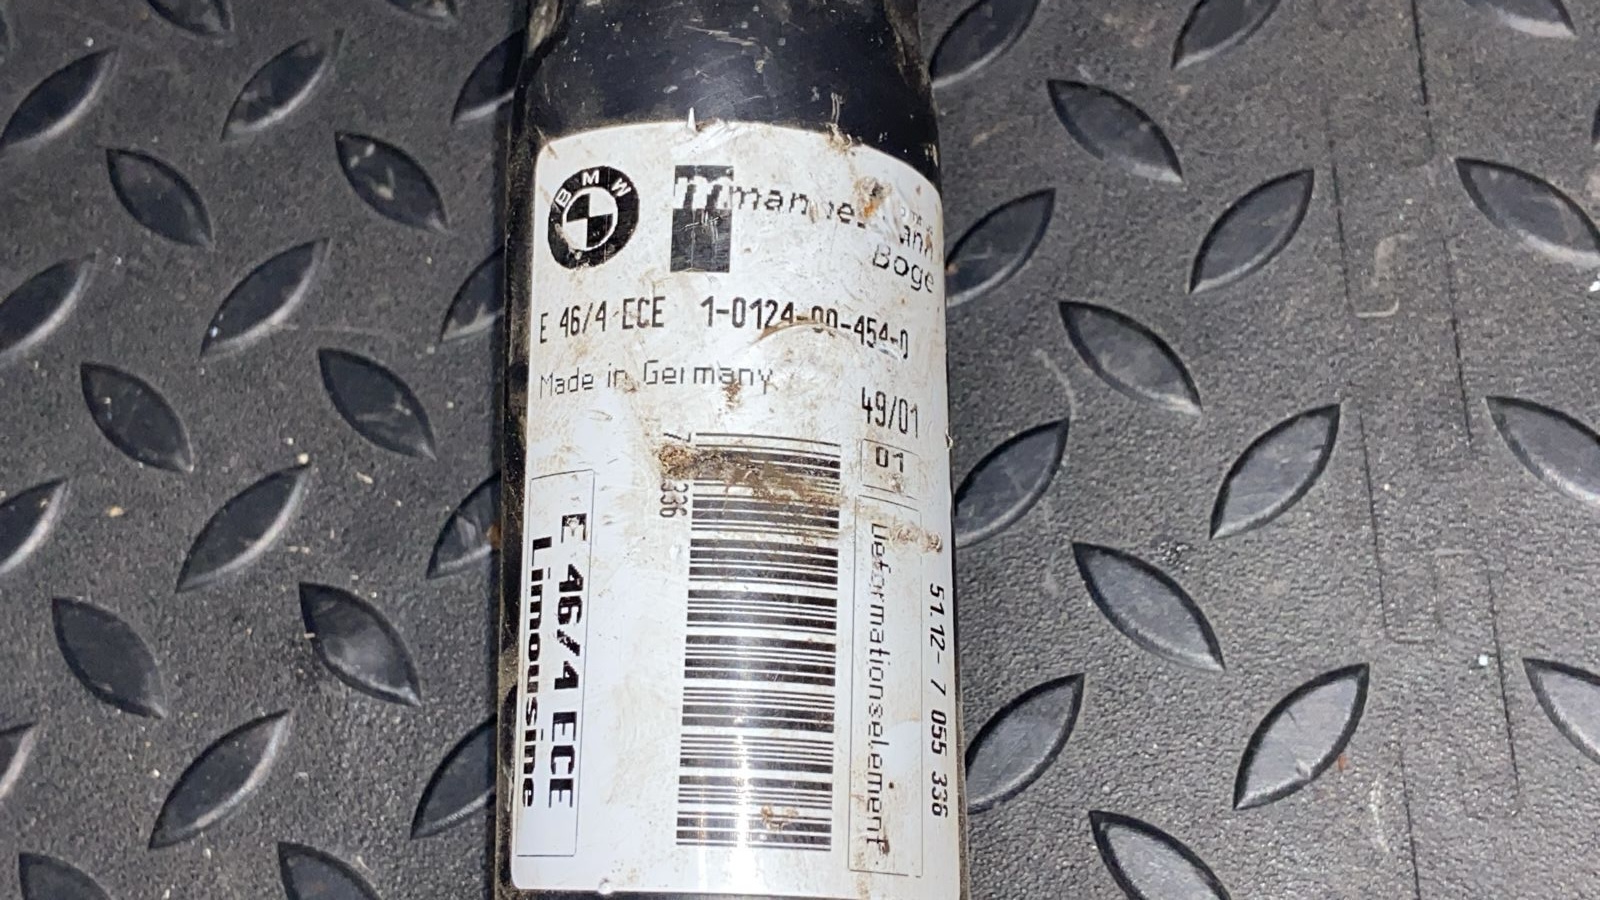 BMW
m
Boge
E 46/4 ECE 1-0124-00-454-0
Made in Germany
49/01
01
E 46/4 ECE
Limousine
Deformationselement
51.12- 7 055 336